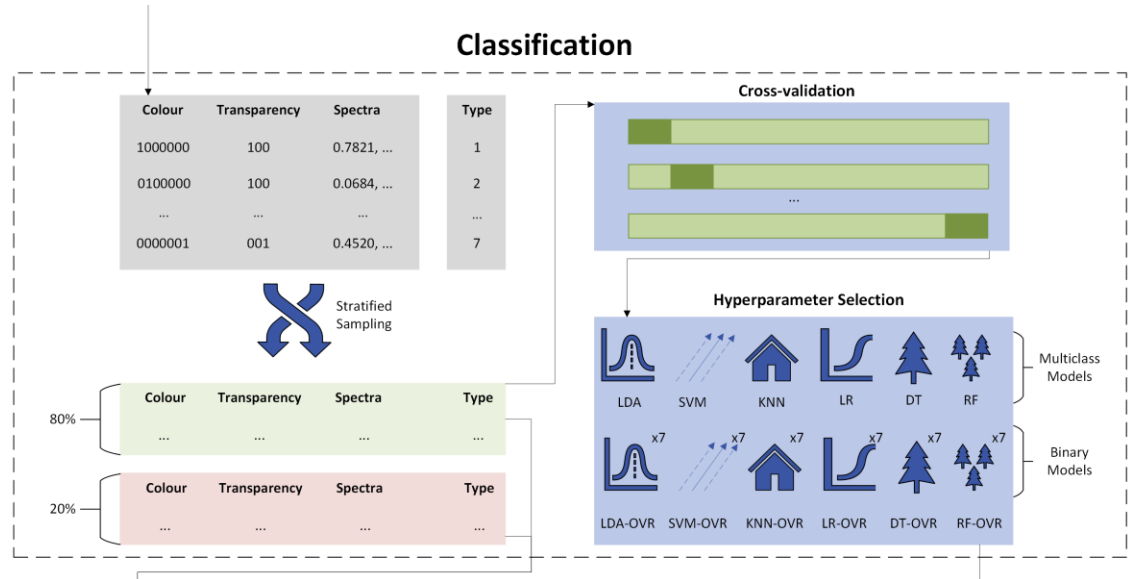 Classification
Colour Transparency Spectra Type
1000000 100 0.7821, ... 1
0100000 100 0.0684, ... 2
... ... ... ...
0000001 001 0.4520, ... 7
Stratified
Sampling
80%
Colour Transparency Spectra Type
... ... ... ...
20%
Colour Transparency Spectra Type
... ... ... ...
Cross-validation
...
Hyperparameter Selection
LDA SVM KNN LR DT RF
Multiclass
Models
x7 x7 x7 x7 x7 x7
LDA-OVR SVM-OVR KNN-OVR LR-OVR DT-OVR RF-OVR
Binary
Models